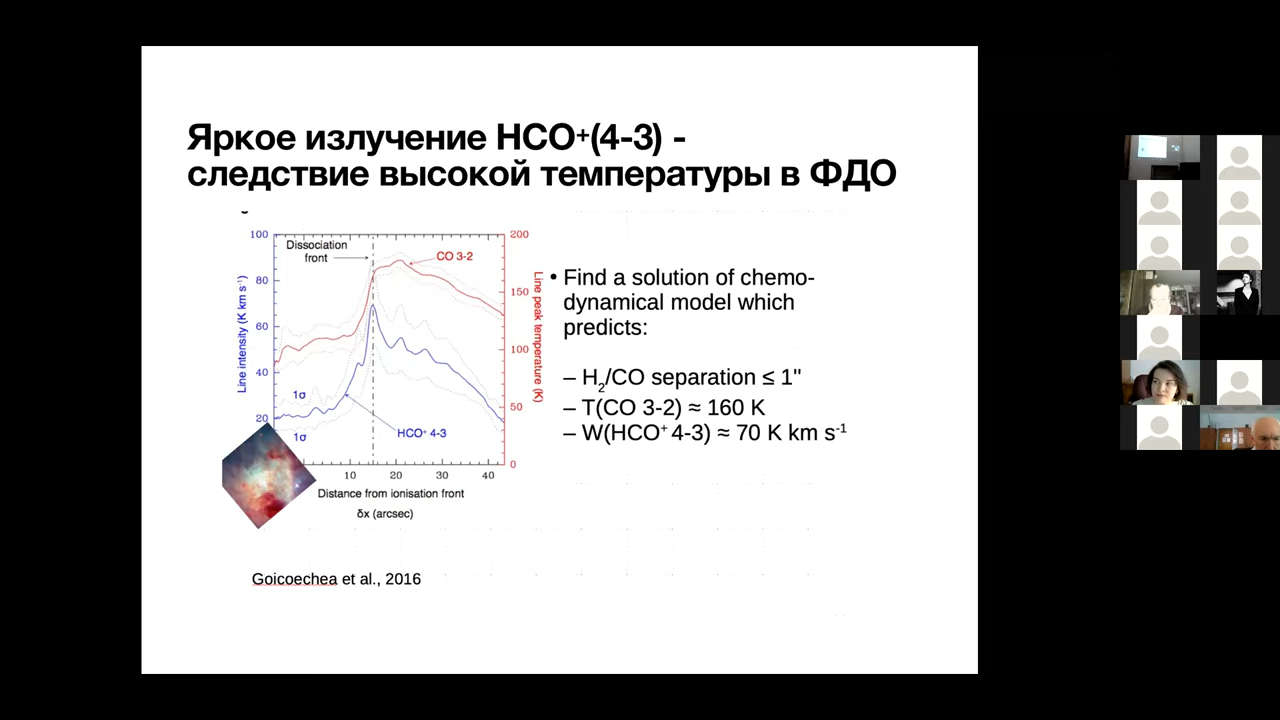 Яркое излучение HCO⁺(4-3) -
следствие высокой температуры в ФДО
100
80
60
40
20
Line intensity (K km s⁻¹)
Dissociation
front
CO 3-2
1σ
1σ
HCO⁺ 4-3
200
150
100
50
0
Line peak temperature (K)
10 20 30 40
Distance from ionisation front
δx (arcsec)
• Find a solution of chemo-
dynamical model which
predicts:
– H₂/CO separation ≤ 1"
– T(CO 3-2) ≈ 160 K
– W(HCO⁺ 4-3) ≈ 70 K km s⁻¹
Goicoechea et al., 2016